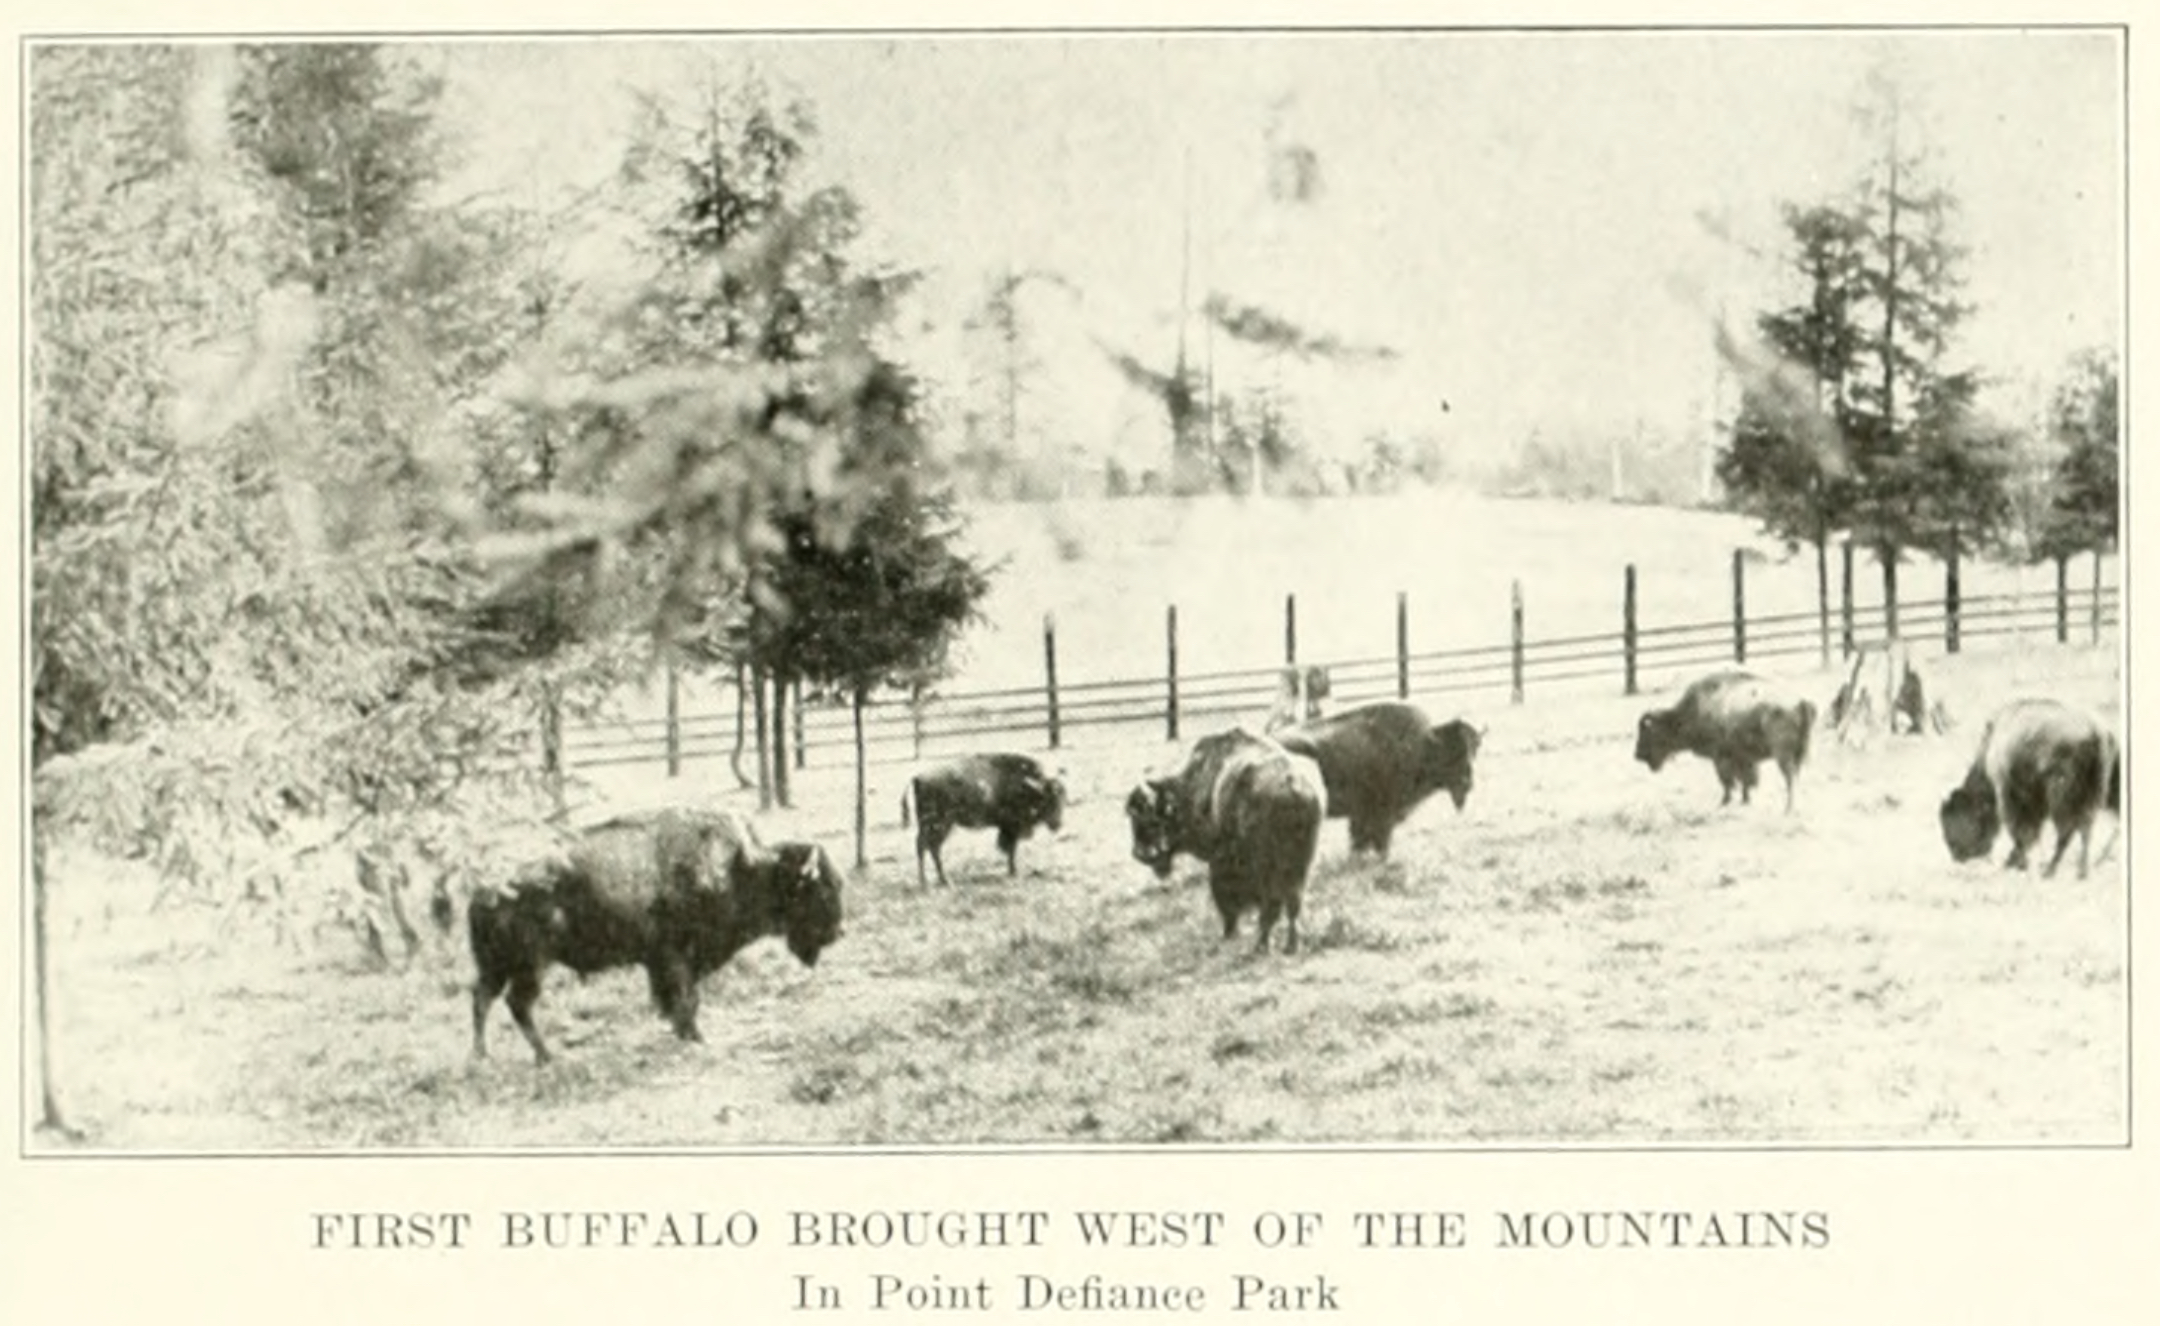 FIRST BUFFALO BROUGHT WEST OF THE MOUNTAINS
In Point Defiance Park